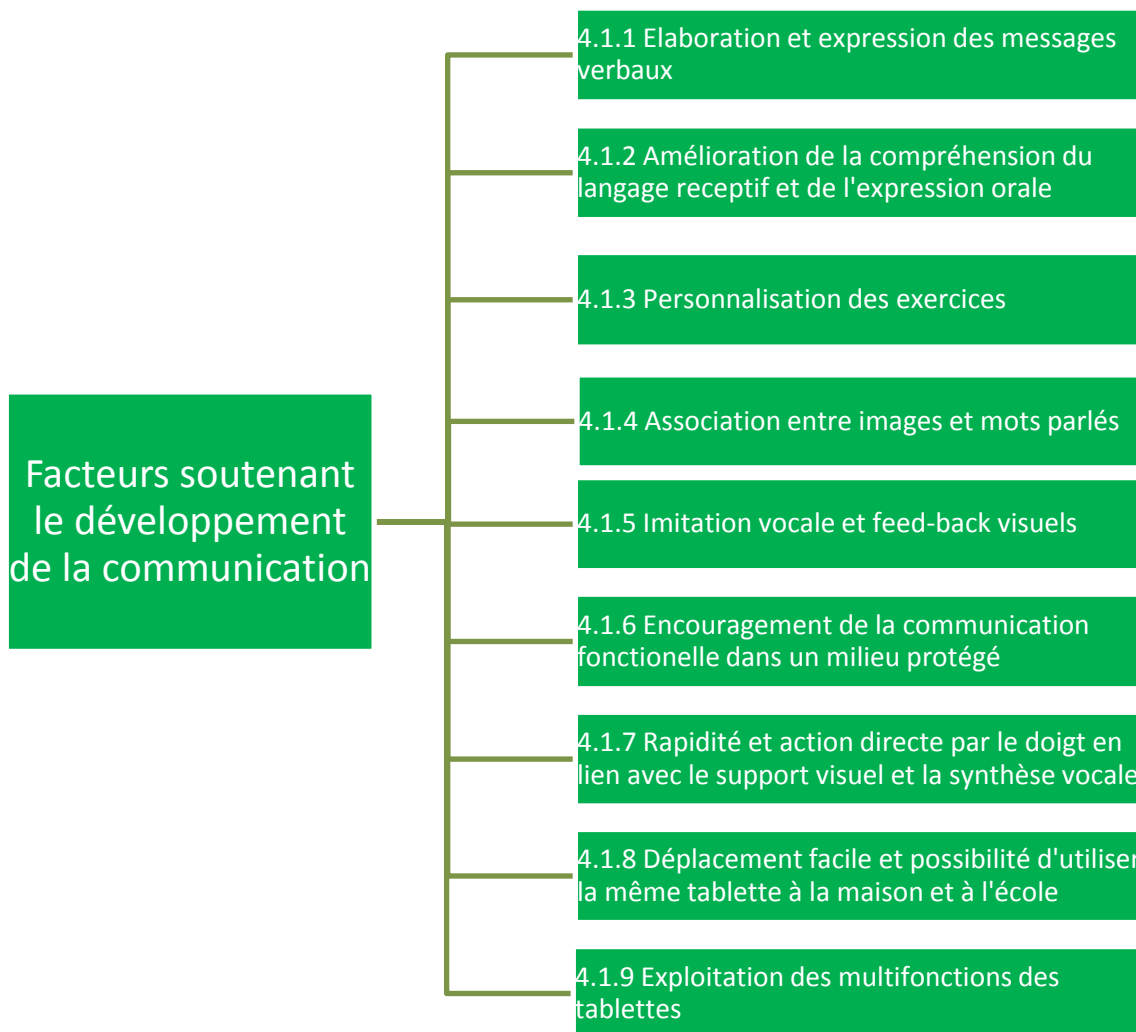 4.1.1 Elaboration et expression des messages
verbaux
4.1.2 Amélioration de la compréhension du
langage receptif et de l'expression orale
4.1.3 Personnalisation des exercices
4.1.4 Association entre images et mots parlés
Facteurs soutenant
le développement
de la communication
4.1.5 Imitation vocale et feed-back visuels
4.1.6 Encouragement de la communication
fonctionelle dans un milieu protégé
4.1.7 Rapidité et action directe par le doigt en
lien avec le support visuel et la synthèse vocale
4.1.8 Déplacement facile et possibilité d'utiliser
la même tablette à la maison et à l'école
4.1.9 Exploitation des multifonctions des
tablettes